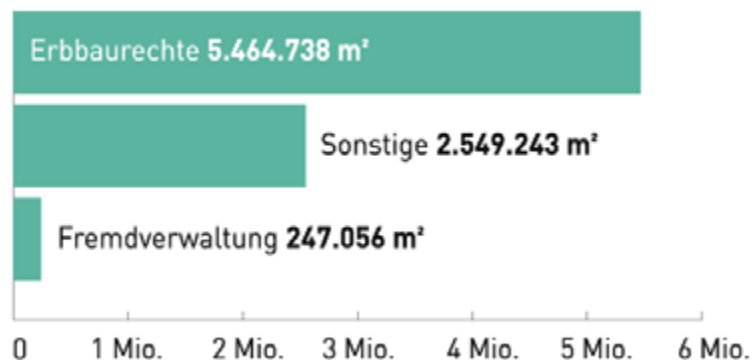 Erbbaurechte 5.464.738 m²
Sonstige 2.549.243 m²
Fremdverwaltung 247.056 m²
0 1 Mio. 2 Mio. 3 Mio. 4 Mio. 5 Mio. 6 Mio.